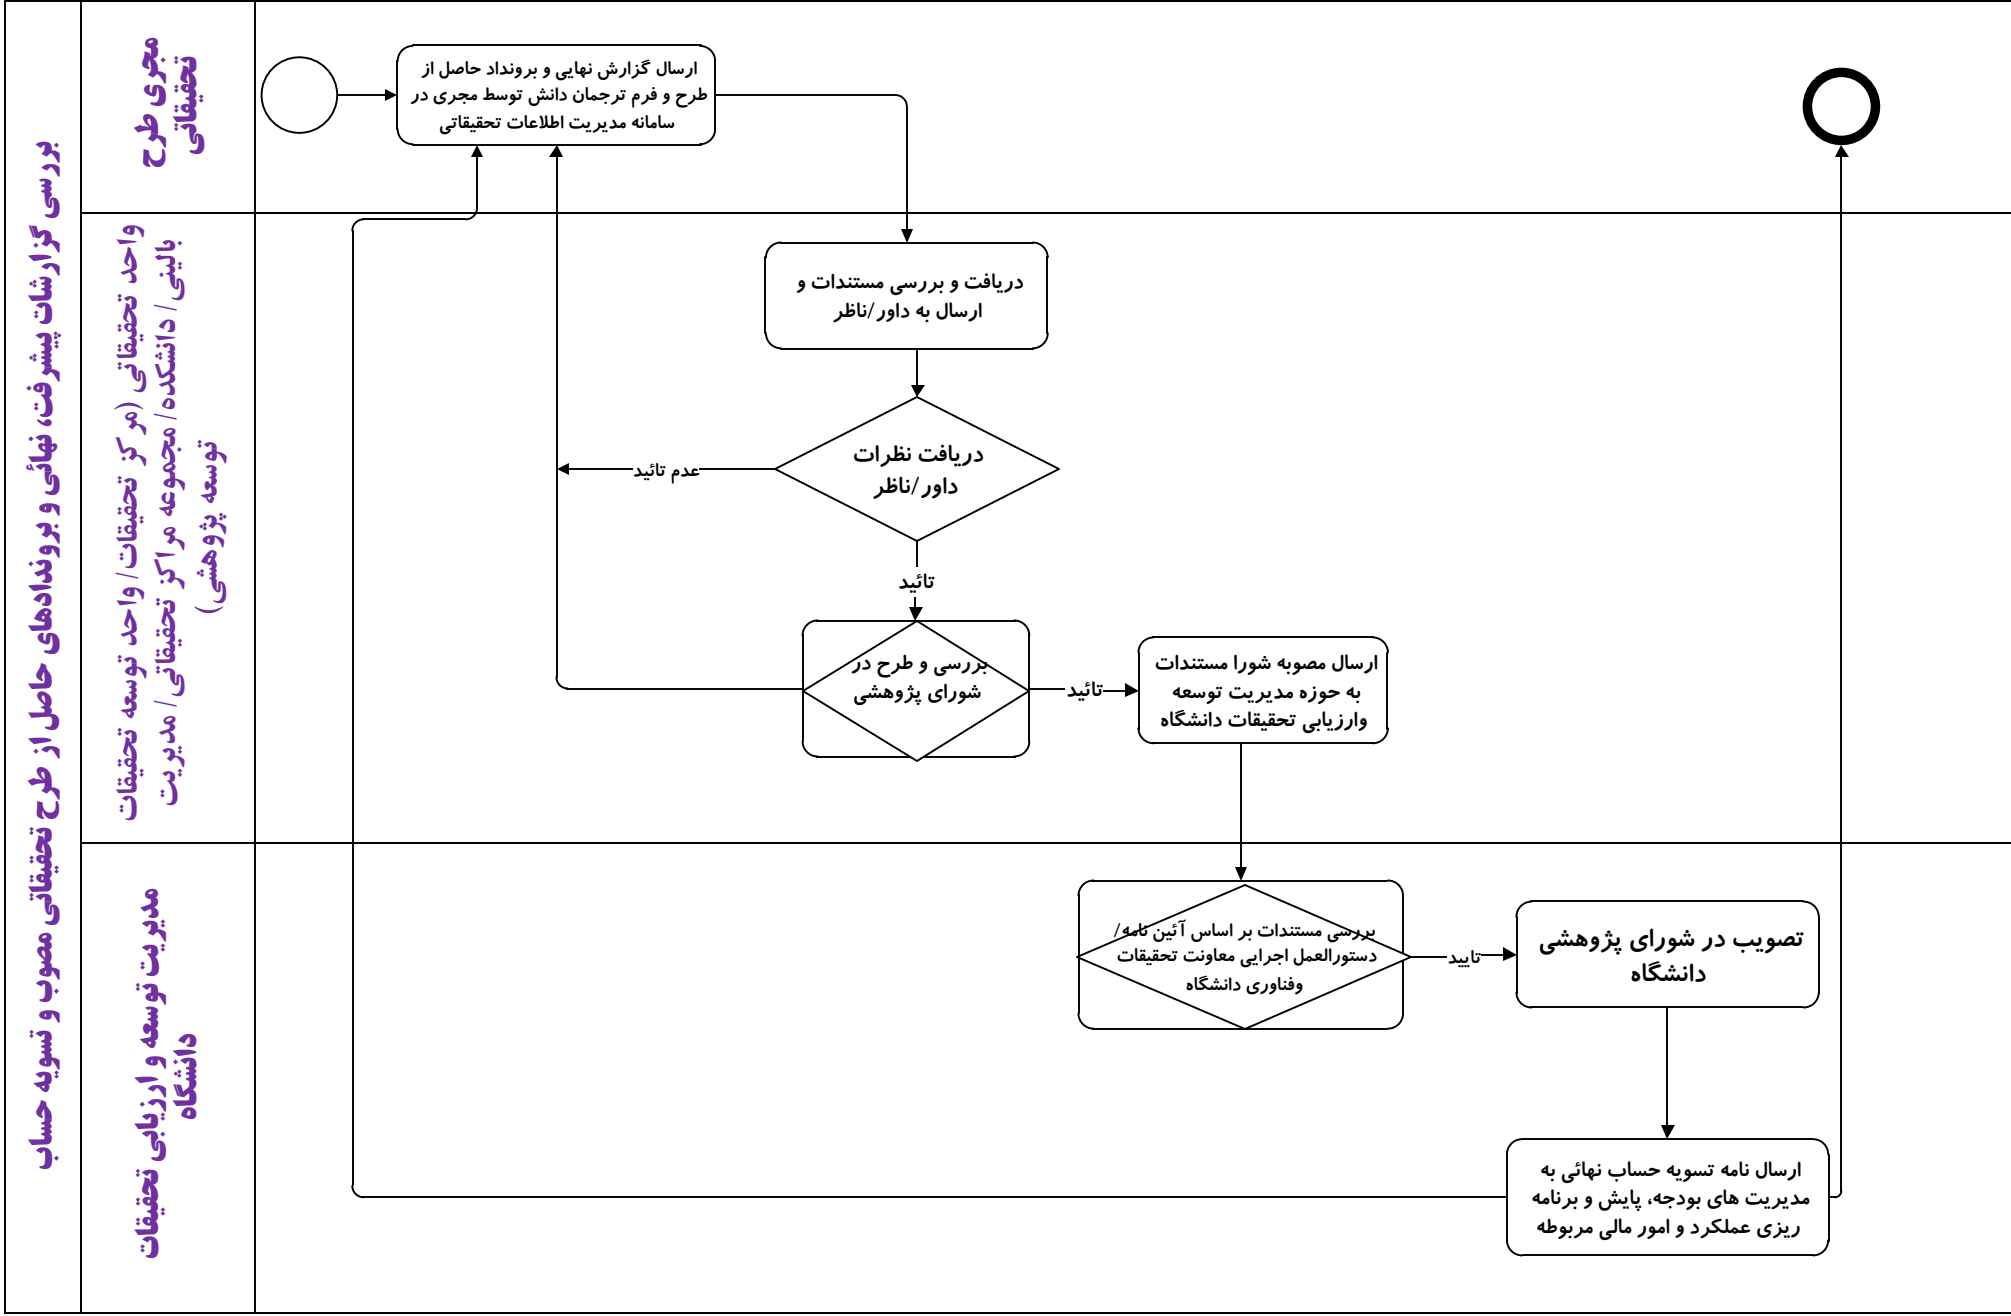 بررسی گزارشات پیشرفت، نهائی و بروندادهای حاصل از طرح تحقیقاتی مصوب و تسویه حساب
مجری طرح
تحقیقاتی
ارسال گزارش نهایی و برونداد حاصل از
طرح و فرم ترجمان دانش توسط مجری در
سامانه مدیریت اطلاعات تحقیقاتی
واحد تحقیقاتی (مرکز تحقیقات/ واحد توسعه تحقیقات
بالینی/ دانشکده/ مجموعه مراکز تحقیقاتی/ مدیریت
توسعه پژوهشی)
دریافت و بررسی مستندات و
ارسال به داور/ناظر
دریافت نظرات
داور/ناظر
عدم تائید
تائید
بررسی و طرح در
شورای پژوهشی
تائید
ارسال مصوبه شورا مستندات
به حوزه مدیریت توسعه
وارزیابی تحقیقات دانشگاه
مدیریت توسعه و ارزیابی تحقیقات
دانشگاه
بررسی مستندات بر اساس آئین نامه/
دستورالعمل اجرایی معاونت تحقیقات
وفناوری دانشگاه
تایید
تصویب در شورای پژوهشی
دانشگاه
ارسال نامه تسویه حساب نهائی به
مدیریت های بودجه، پایش و برنامه
ریزی عملکرد و امور مالی مربوطه